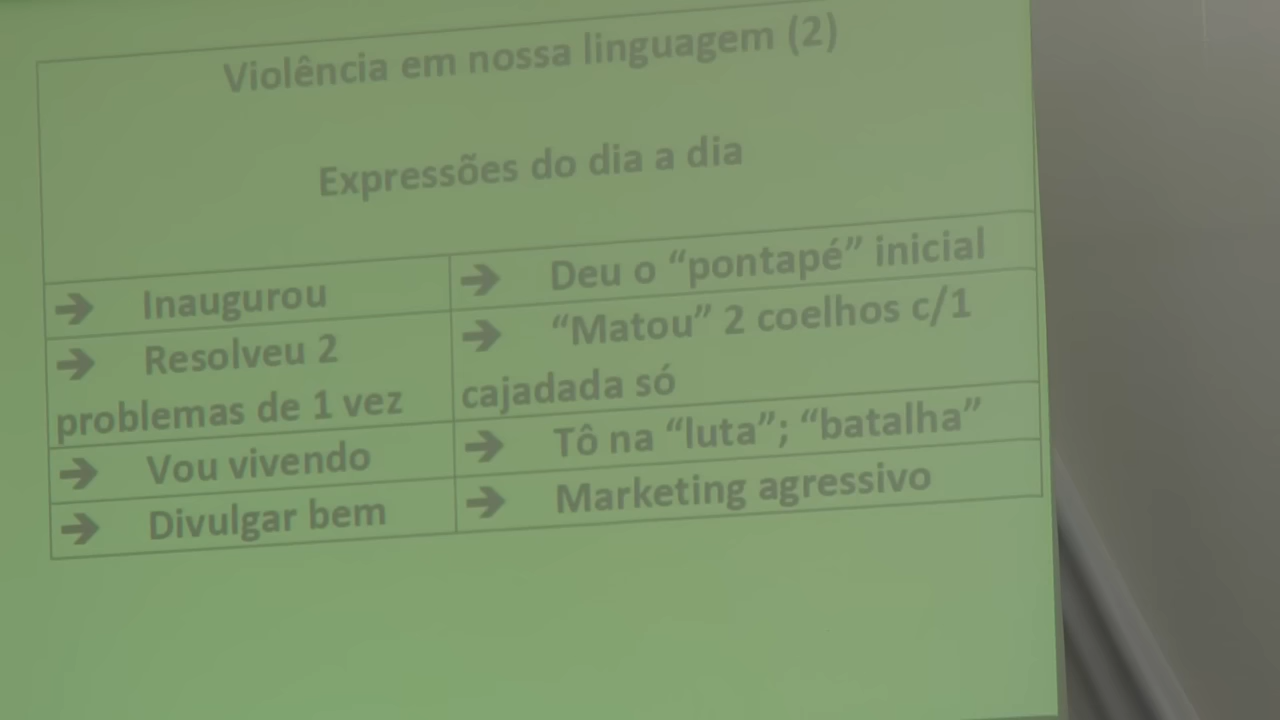 Violência em nossa linguagem (2)
Expressões do dia a dia
➔ Inaugurou
➔ Deu o “pontapé” inicial
➔ Resolveu 2
problemas de 1 vez
➔ “Matou” 2 coelhos c/1
cajadada só
➔ Vou vivendo
➔ Tô na “luta”; “batalha”
➔ Divulgar bem
➔ Marketing agressivo